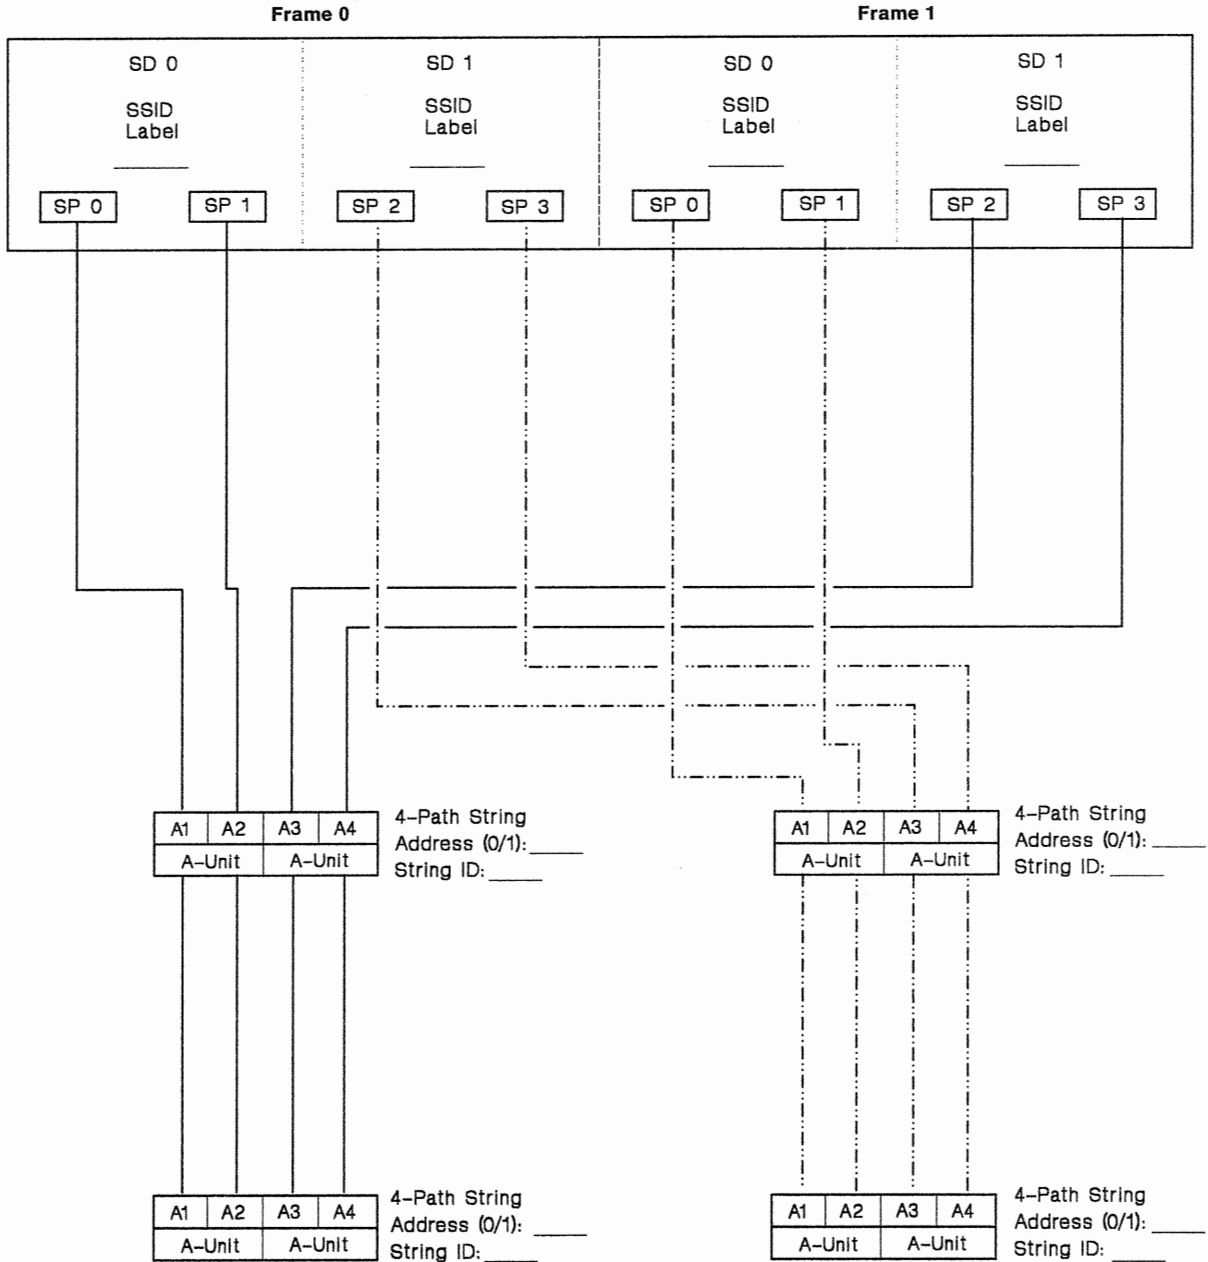 Frame 0 Frame 1
SD 0 SD 1 SD 0 SD 1
SSID SSID SSID SSID
Label Label Label Label
SP 0 SP 1 SP 2 SP 3 SP 0 SP 1 SP 2 SP 3
A1 A2 A3 A4
A-Unit A-Unit
4-Path String
Address (0/1):
String ID:
A1 A2 A3 A4
A-Unit A-Unit
4-Path String
Address (0/1):
String ID:
A1 A2 A3 A4
A-Unit A-Unit
4-Path String
Address (0/1):
String ID:
A1 A2 A3 A4
A-Unit A-Unit
4-Path String
Address (0/1):
String ID: